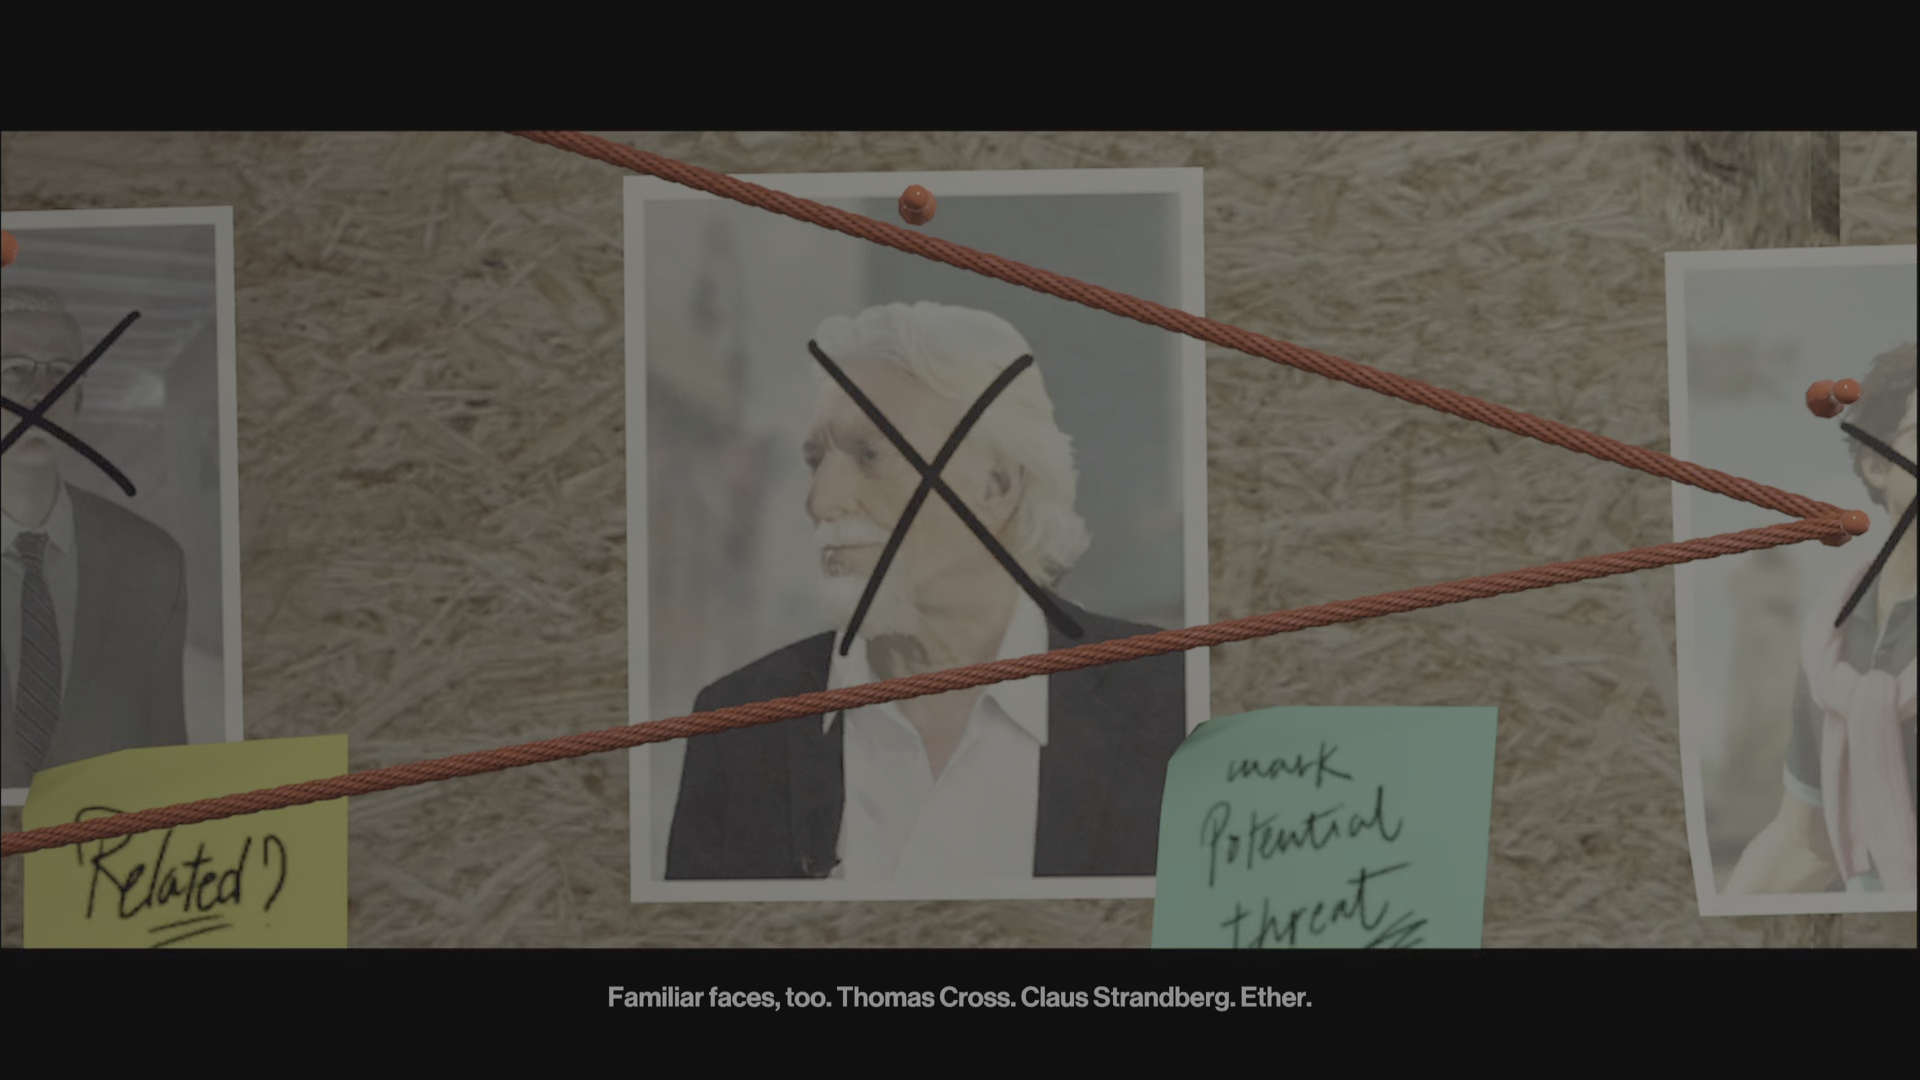 Related?
mark
Potential
threat
Familiar faces, too. Thomas Cross. Claus Strandberg. Ether.